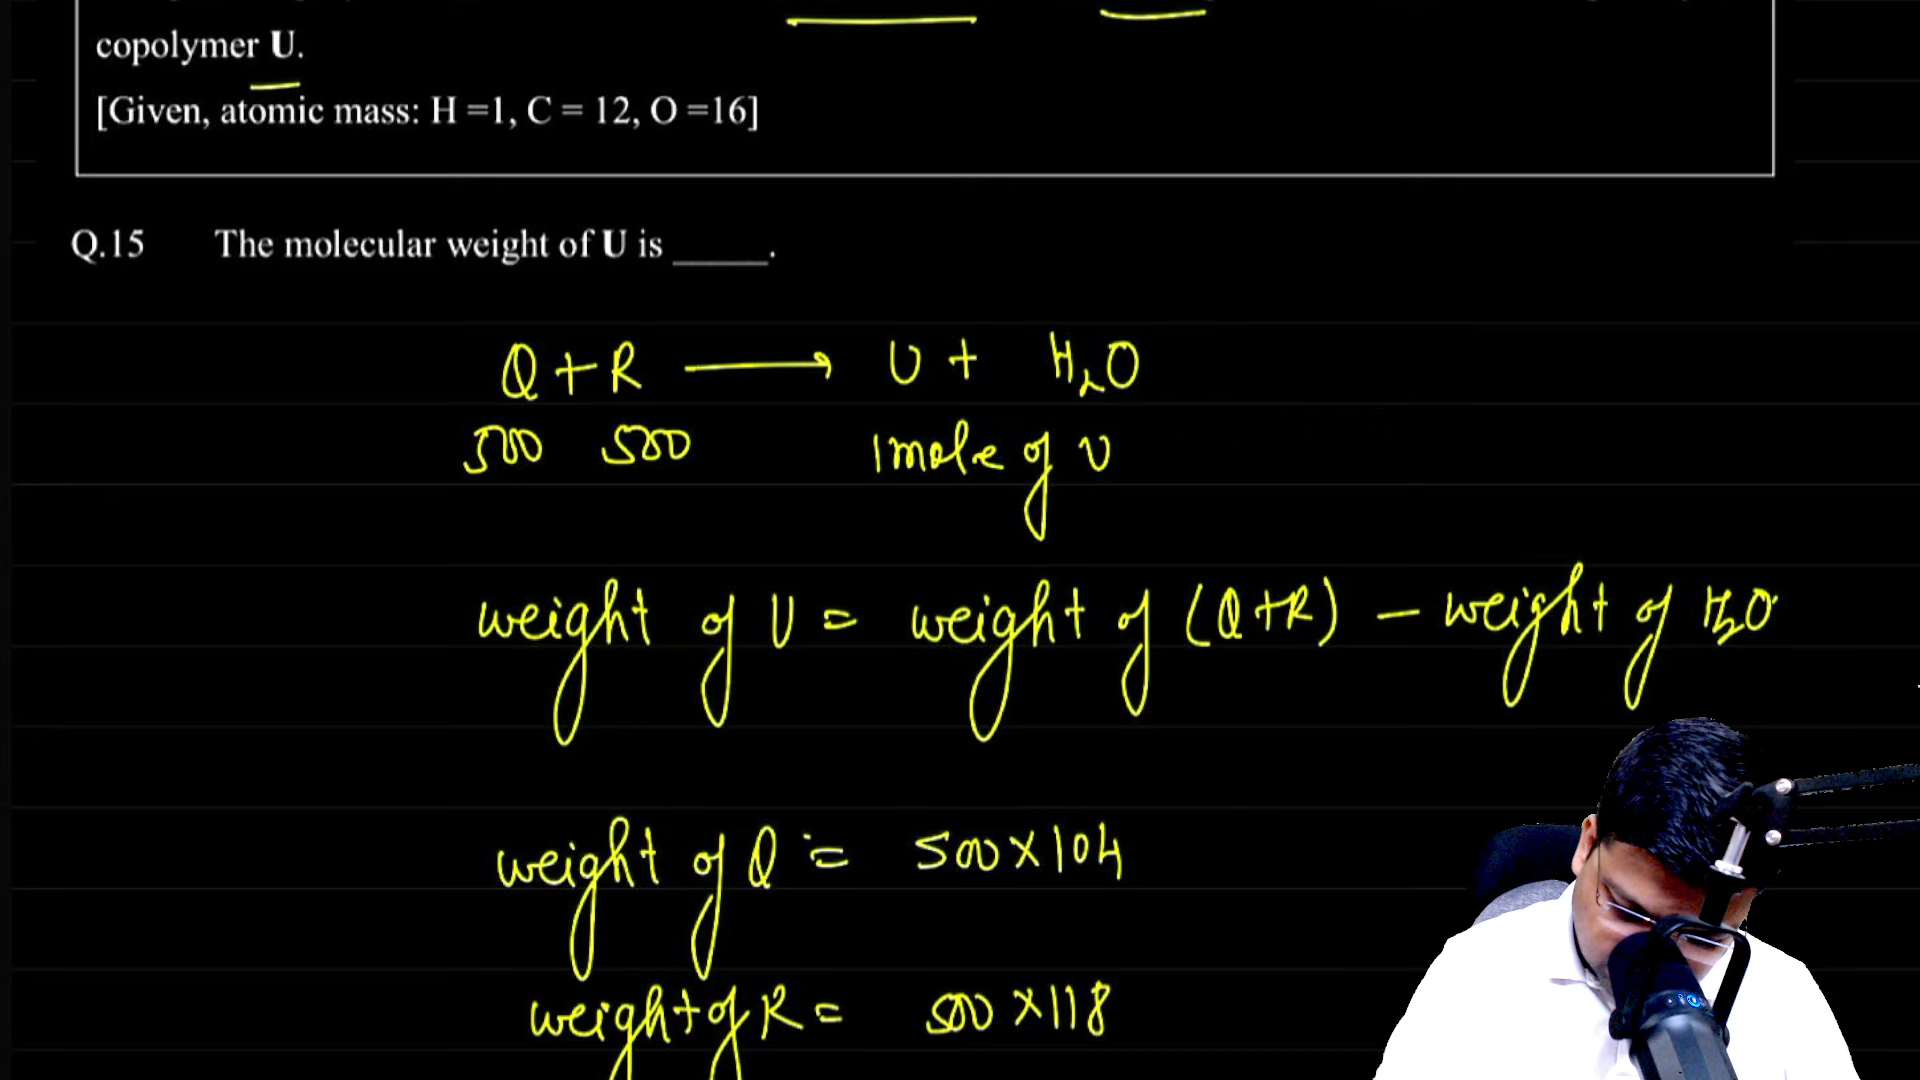 copolymer U.
[Given, atomic mass: H =1, C = 12, O =16]
Q.15 The molecular weight of U is _____.
Q + R → U + H₂O
500 500 1 mole of U
weight of U = weight of (Q+R) – weight of H₂O
weight of Q = 500 × 104
weight of R = 500 × 118